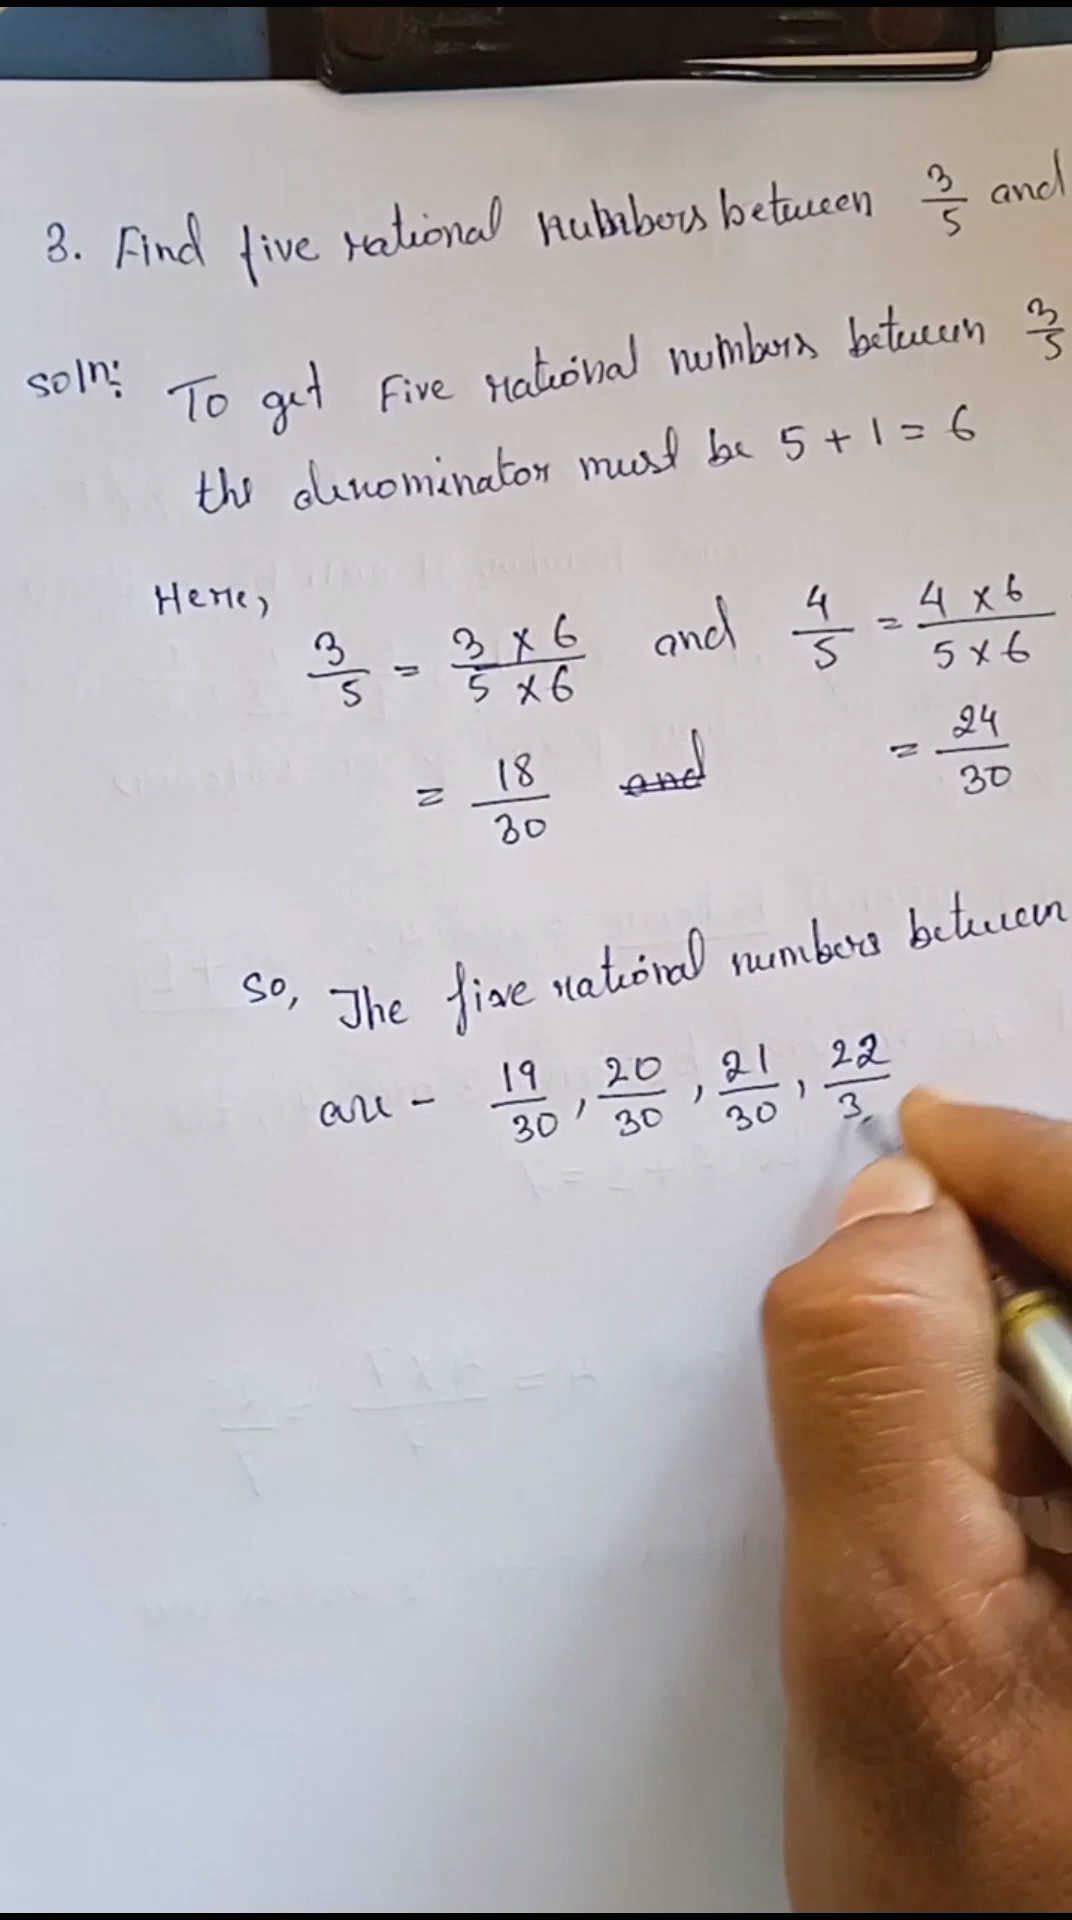 3. Find five rational numbers between 3/5 and
Soln: To get Five rational numbers between 3/5
the denominator must be 5 + 1 = 6
Here,
3/5 = 3 × 6 / 5 × 6 and 4/5 = 4 × 6 / 5 × 6
= 18/30 and = 24/30
So, The five rational numbers between
are - 19/30, 20/30, 21/30, 22/3